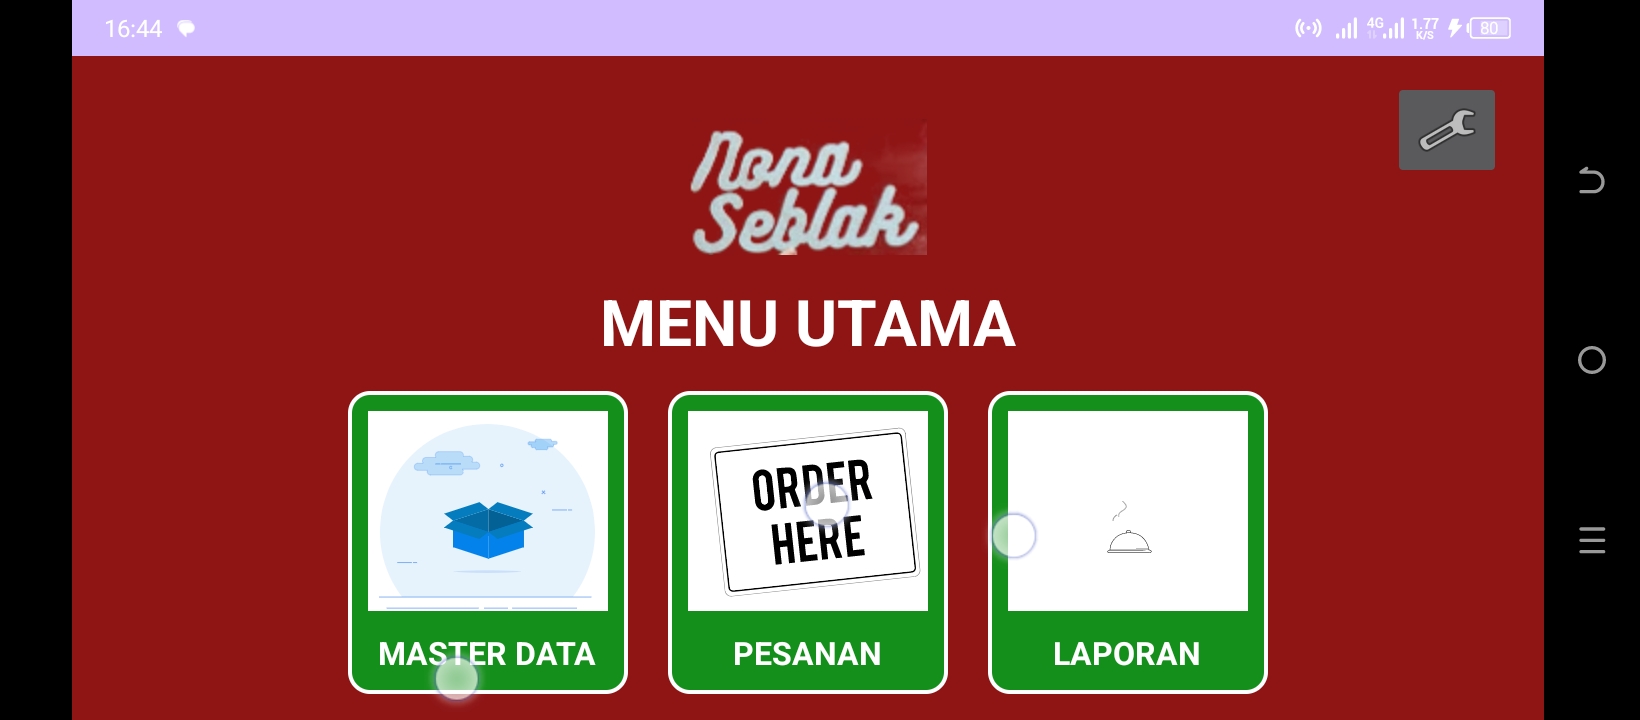 16:44
4G
1.77
K/S
80
Nona
Seblak
MENU UTAMA
ORDER
HERE
MASTER DATA
PESANAN
LAPORAN